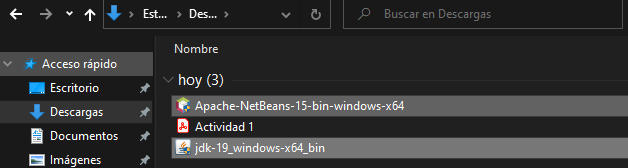 Est... > Des... >
Buscar en Descargas
Nombre
Acceso rápido
hoy (3)
Escritorio
Apache-NetBeans-15-bin-windows-x64
Descargas
Actividad 1
Documentos
jdk-19_windows-x64_bin
Imágenes